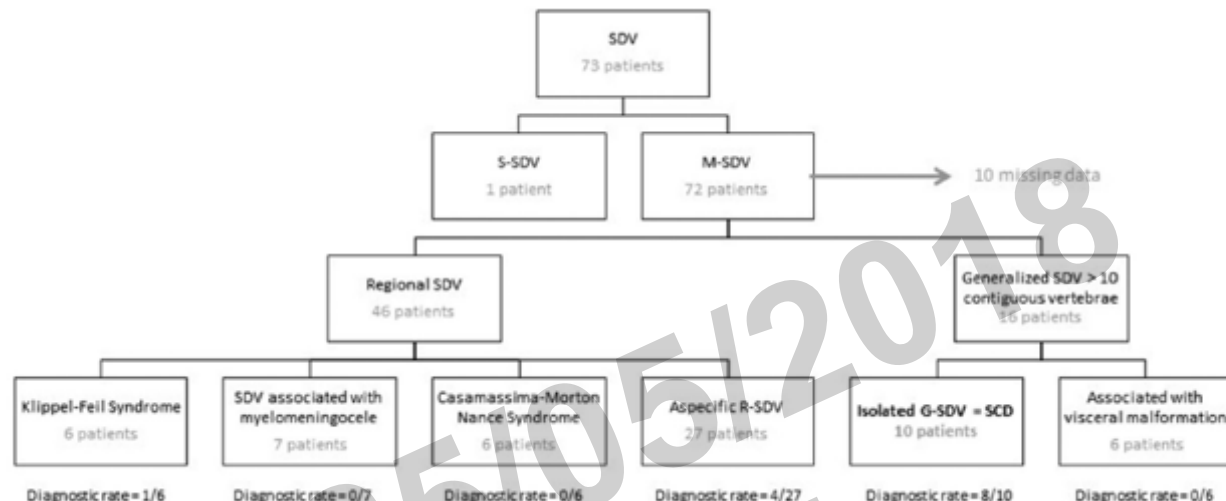 SDV
73 patients
S-SDV
1 patient
M-SDV
72 patients
10 missing data
Regional SDV
46 patients
Generalized SDV > 10
contiguous vertebrae
16 patients
Klippel-Feil Syndrome
6 patients
SDV associated with
myelomeningocele
7 patients
Casamassima-Morton
Nance Syndrome
6 patients
Aspecific R-SDV
27 patients
Isolated G-SDV = SCD
10 patients
Associated with
visceral malformation
6 patients
Diagnostic rate = 1/6
Diagnostic rate = 0/7
Diagnostic rate = 0/6
Diagnostic rate = 4/27
Diagnostic rate = 8/10
Diagnostic rate = 0/6
5/05/2018